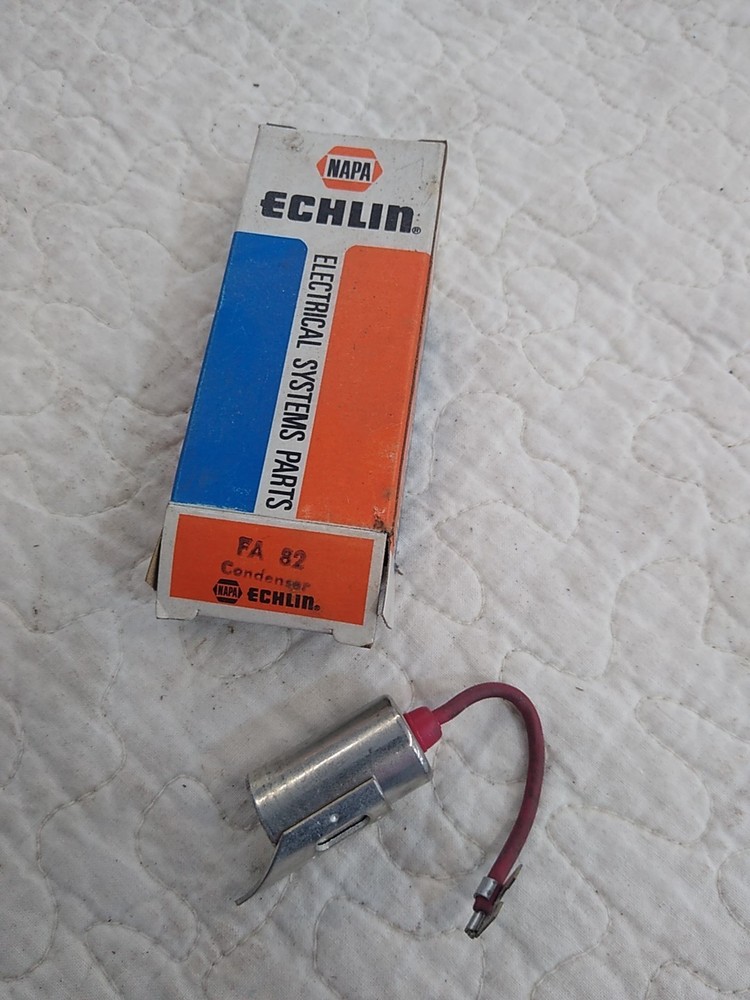 NAPA
ECHLIN®
ELECTRICAL SYSTEMS PARTS
FA 82
Condenser
NAPA ECHLIN®